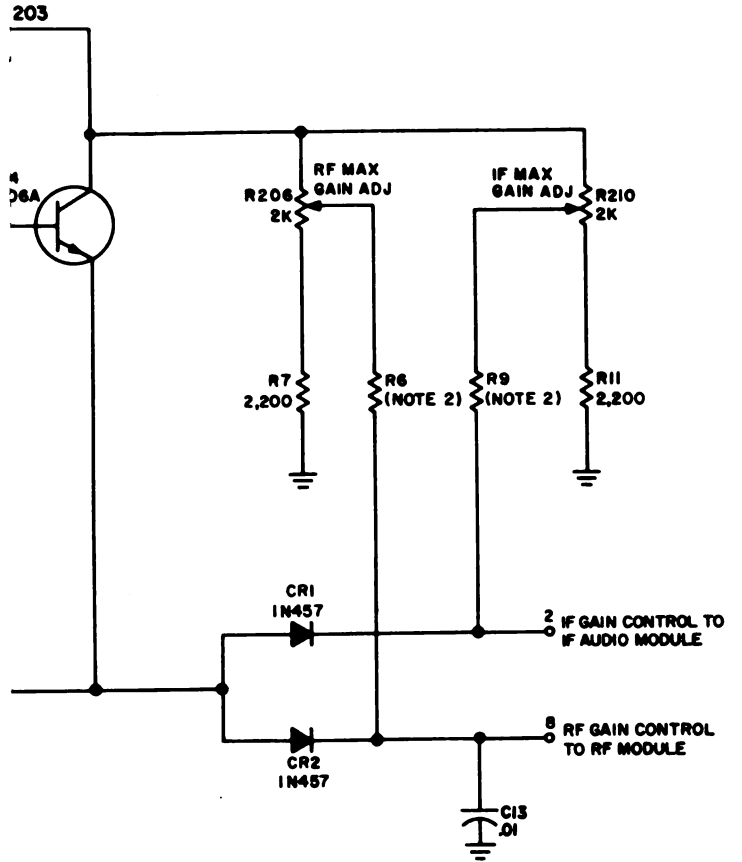 203
4
06A
RF MAX
GAIN ADJ
R206
2K
IF MAX
GAIN ADJ
R210
2K
R7
2,200
R6
(NOTE 2)
R9
(NOTE 2)
R11
2,200
CR1
1N457
2
IF GAIN CONTROL TO
IF AUDIO MODULE
8
RF GAIN CONTROL
TO RF MODULE
CR2
1N457
C13
.01